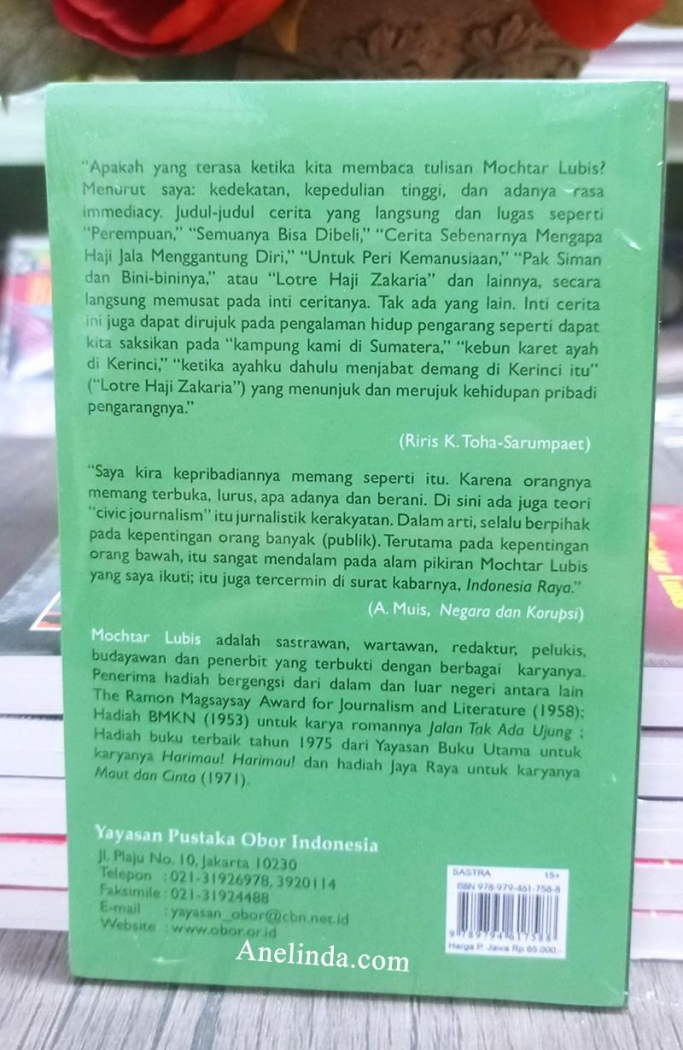 “Apakah yang terasa ketika kita membaca tulisan Mochtar Lubis?
Menurut saya: kedekatan, kepedulian tinggi, dan adanya rasa
immediacy. Judul-judul cerita yang langsung dan lugas seperti
“Perempuan,” “Semuanya Bisa Dibeli,” “Cerita Sebenarnya Mengapa
Haji Jala Menggantung Diri,” “Untuk Peri Kemanusiaan,” “Pak Siman
dan Bini-bininya,” atau “Lotre Haji Zakaria” dan lainnya, secara
langsung memusat pada inti ceritanya. Tak ada yang lain. Inti cerita
ini juga dapat dirujuk pada pengalaman hidup pengarang seperti dapat
kita saksikan pada “kampung kami di Sumatera,” “kebun karet ayah
di Kerinci,” “ketika ayahku dahulu menjabat demang di Kerinci itu”
(“Lotre Haji Zakaria”) yang menunjuk dan merujuk kehidupan pribadi
pengarangnya.”
(Riris K. Toha-Sarumpaet)
“Saya kira kepribadiannya memang seperti itu. Karena orangnya
memang terbuka, lurus, apa adanya dan berani. Di sini ada juga teori
“civic journalism” itu jurnalistik kerakyatan. Dalam arti, selalu berpihak
pada kepentingan orang banyak (publik). Terutama pada kepentingan
orang bawah, itu sangat mendalam pada alam pikiran Mochtar Lubis
yang saya ikuti; itu juga tercermin di surat kabarnya, Indonesia Raya.”
(A. Muis, Negara dan Korupsi)
Mochtar Lubis adalah sastrawan, wartawan, redaktur, pelukis,
budayawan dan penerbit yang terbukti dengan berbagai karyanya.
Penerima hadiah bergengsi dari dalam dan luar negeri antara lain
The Ramon Magsaysay Award for Journalism and Literature (1958);
Hadiah BMKN (1953) untuk karya romannya Jalan Tak Ada Ujung ;
Hadiah buku terbaik tahun 1975 dari Yayasan Buku Utama untuk
karyanya Harimau! Harimau! dan hadiah Jaya Raya untuk karyanya
Maut dan Cinta (1971).
Yayasan Pustaka Obor Indonesia
Jl. Plaju No. 10, Jakarta 10230
Telepon : 021-31926978, 3920114
Faksimile : 021-31924488
E-mail : yayasan_obor@cbn.net.id
Website : www.obor.or.id
SASTRA 15+
ISBN 978-979-461-758-8
9 789794 617588
Harga P. Jawa Rp 65.000,-
Anelinda.com